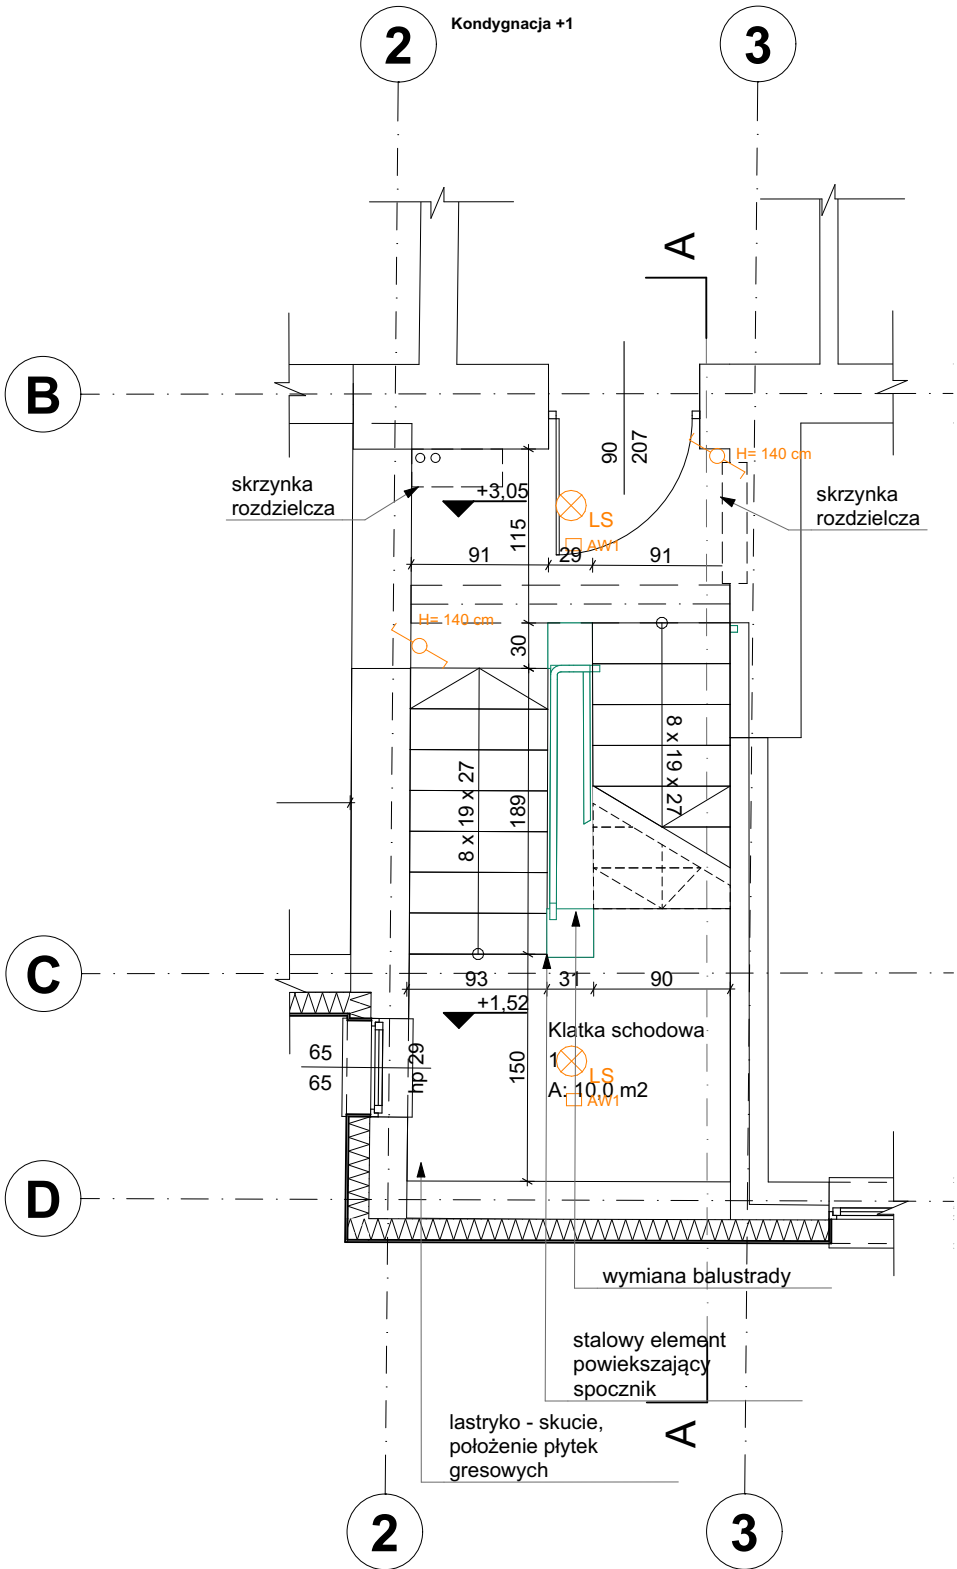 2
Kondygnacja +1
3
A
B
90
207
H= 140 cm
skrzynka
rozdzielcza
+3,05
LS
AW1
skrzynka
rozdzielcza
115
91
29
91
H= 140 cm
30
8 x 19 x 27
189
8 x 19 x 27
C
93
31
90
+1,52
Klatka schodowa
1
LS
A: 10,0 m2
AW1
65
65
hp 29
150
D
wymiana balustrady
stalowy element
powiekszający
spocznik
A
lastryko - skucie,
położenie płytek
gresowych
2
3